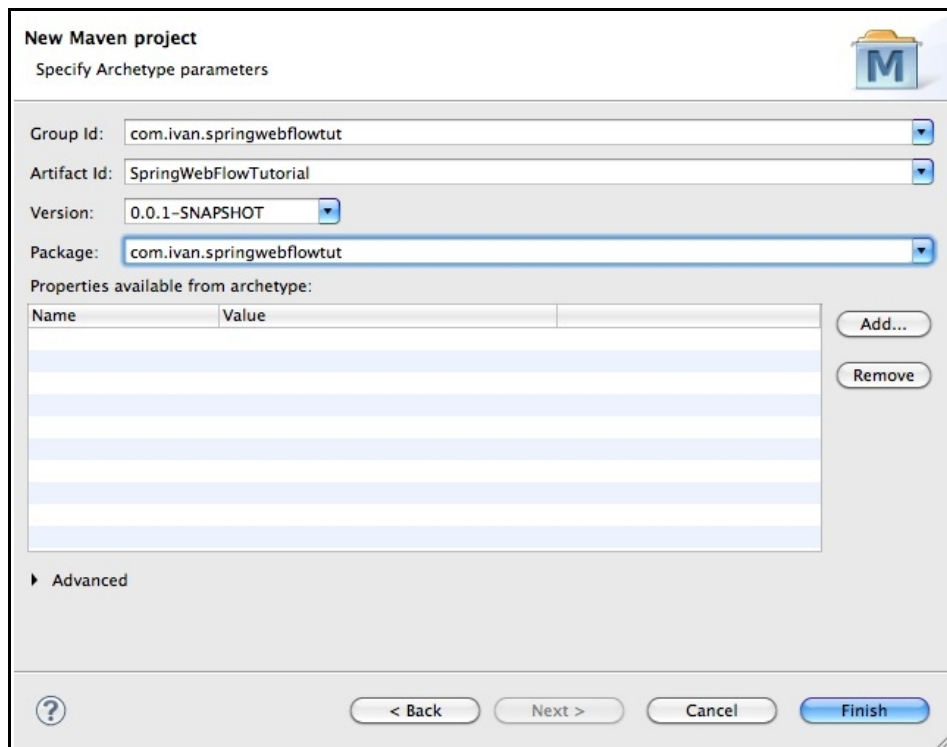 New Maven project
Specify Archetype parameters
M
Group Id: com.ivan.springwebflowtut
Artifact Id: SpringWebFlowTutorial
Version: 0.0.1-SNAPSHOT
Package: com.ivan.springwebflowtut
Properties available from archetype:
Name Value
Add...
Remove
Advanced
? < Back Next > Cancel Finish